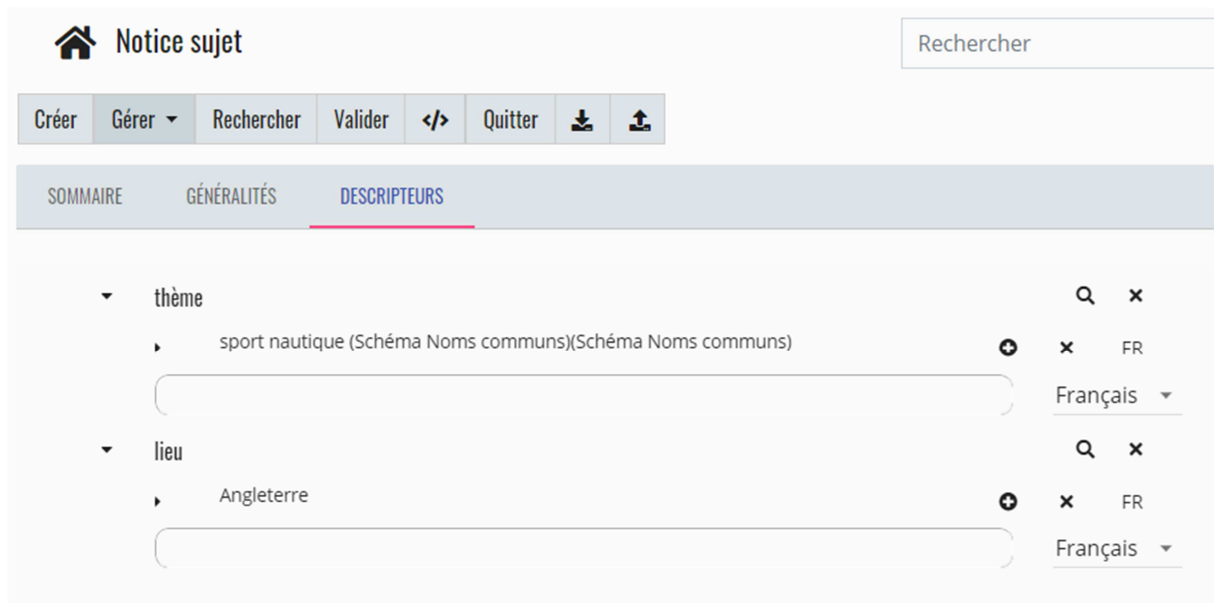 Notice sujet
Rechercher
Créer Gérer Rechercher Valider </> Quitter
SOMMAIRE GÉNÉRALITÉS DESCRIPTEURS
thème
sport nautique (Schéma Noms communs)(Schéma Noms communs) FR
Français
lieu
Angleterre FR
Français